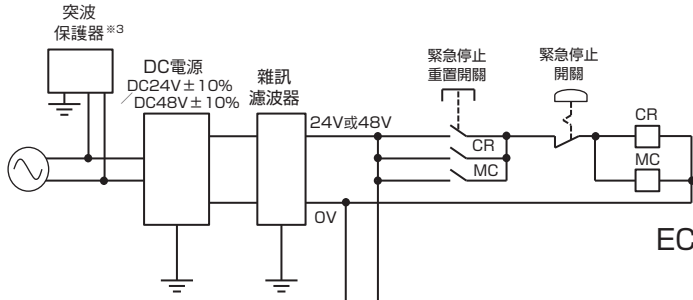 突波
保護器※3
DC電源
DC24V±10%
DC48V±10%
雜訊
濾波器
24V或48V
緊急停止
重置開關
緊急停止
開關
CR
MC
CR
MC
0V
EC